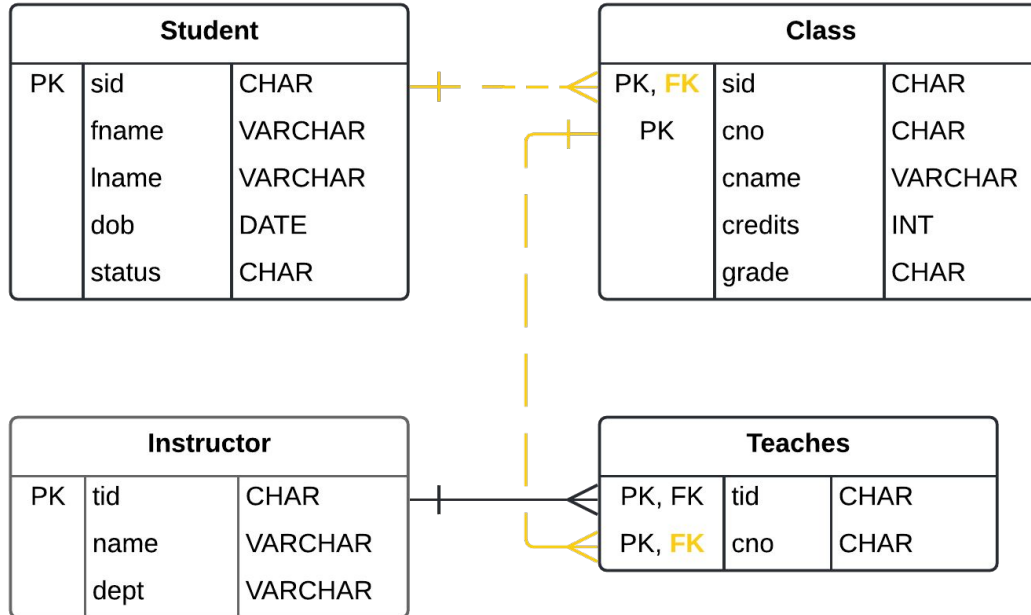 Student
PK sid CHAR
fname VARCHAR
lname VARCHAR
dob DATE
status CHAR
Class
PK, FK sid CHAR
PK cno CHAR
cname VARCHAR
credits INT
grade CHAR
Instructor
PK tid CHAR
name VARCHAR
dept VARCHAR
Teaches
PK, FK tid CHAR
PK, FK cno CHAR